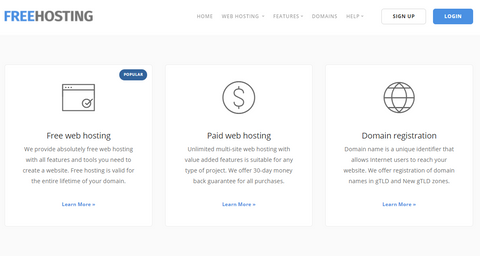 FREEHOSTING
HOME WEB HOSTING FEATURES DOMAINS HELP SIGN UP LOGIN
POPULAR
Free web hosting
We provide absolutely free web hosting
with all features and tools you need to
create a website. Free hosting is valid for
the entire lifetime of your domain.
Learn More »
Paid web hosting
Unlimited multi-site web hosting with
value added features is suitable for any
type of project. We offer 30-day money
back guarantee for all purchases.
Learn More »
Domain registration
Domain name is a unique identifier that
allows Internet users to reach your
website. We offer registration of domain
names in gTLD and New gTLD zones.
Learn More »